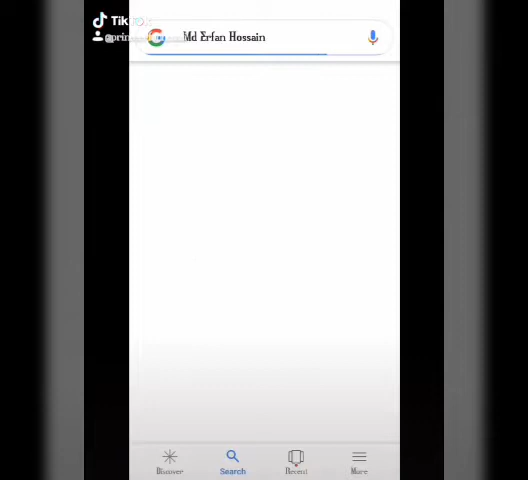 TikTok
Md Erfan Hossain
Discover
Search
Recent
More